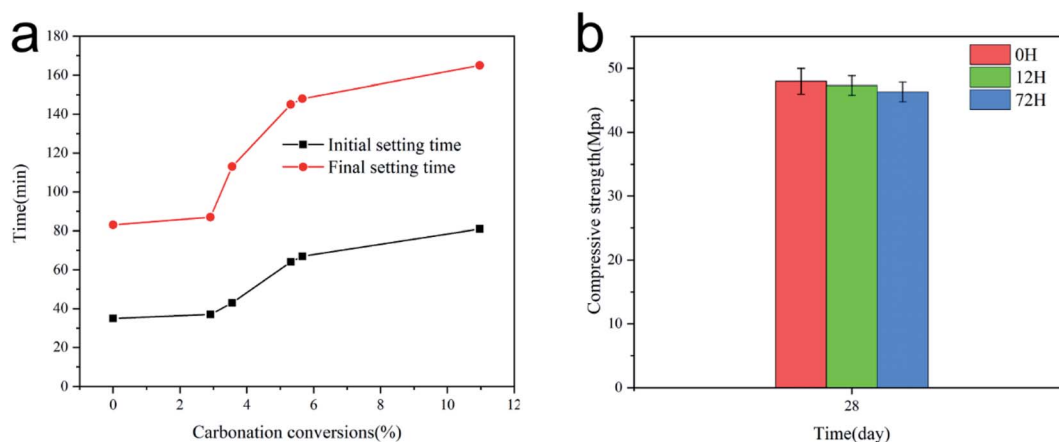 a
180
160
140
120
100
80
60
40
20
0
Time(min)
Initial setting time
Final setting time
0 2 4 6 8 10 12
Carbonation conversions(%)
b
50
40
30
20
10
0
Compressive strength(Mpa)
0H
12H
72H
28
Time(day)